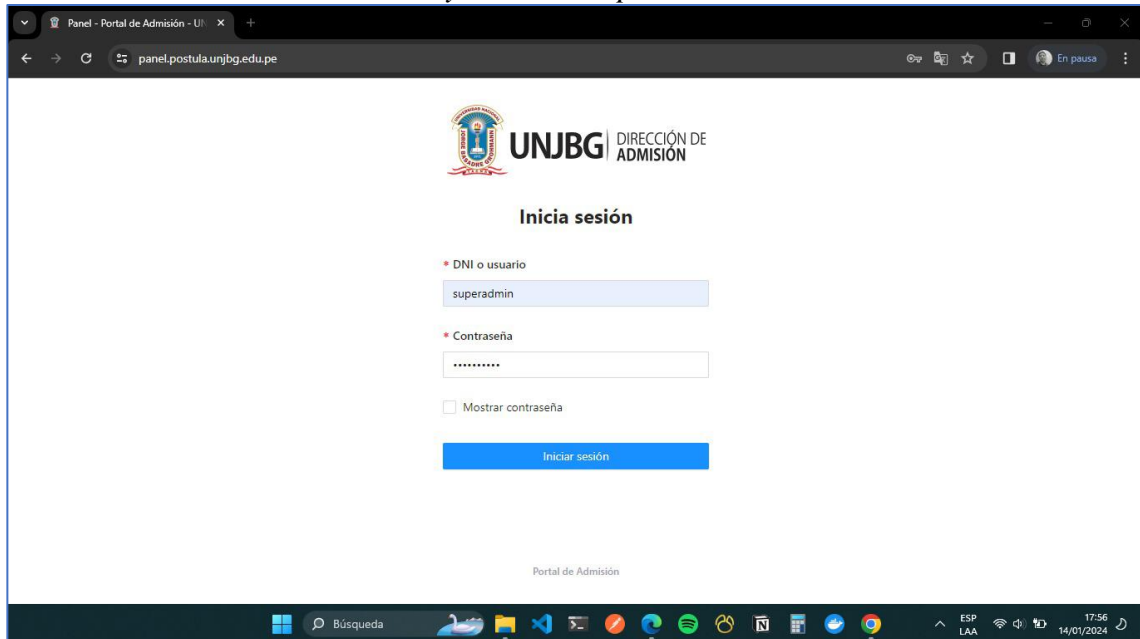 Panel - Portal de Admisión - UN
panel.postula.unjbg.edu.pe
En pausa
UNJBG DIRECCIÓN DE
ADMISIÓN
Inicia sesión
* DNI o usuario
superadmin
* Contraseña
••••••••••
Mostrar contraseña
Iniciar sesión
Portal de Admisión
Búsqueda
ESP
LAA
17:56
14/01/2024